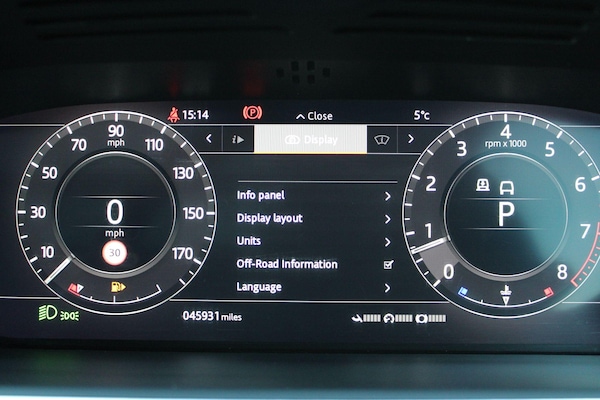 15:14 P Close 5°c
i Display
90
mph
70 110
50 130
30 150
10 170
0
mph
30
Info panel
Display layout
Units
Off-Road Information
Language
4
rpm x 1000
3 5
2 6
1 7
0 8
P
045931 miles